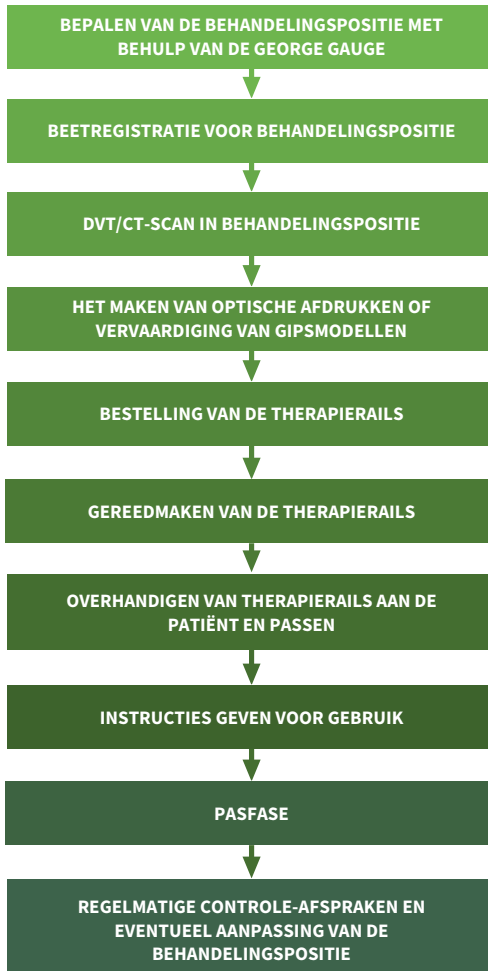 BEPALEN VAN DE BEHANDELINGSPOSITIE MET
BEHULP VAN DE GEORGE GAUGE
BEETREGISTRATIE VOOR BEHANDELINGSPOSITIE
DVT/CT-SCAN IN BEHANDELINGSPOSITIE
HET MAKEN VAN OPTISCHE AFDRUKKEN OF
VERVAARDIGING VAN GIPSMODELLEN
BESTELLING VAN DE THERAPIERAILS
GEREEDMAKEN VAN DE THERAPIERAILS
OVERHANDIGEN VAN THERAPIERAILS AAN DE
PATIËNT EN PASSEN
INSTRUCTIES GEVEN VOOR GEBRUIK
PASFASE
REGELMATIGE CONTROLE-AFSPRAKEN EN
EVENTUEEL AANPASSING VAN DE
BEHANDELINGSPOSITIE